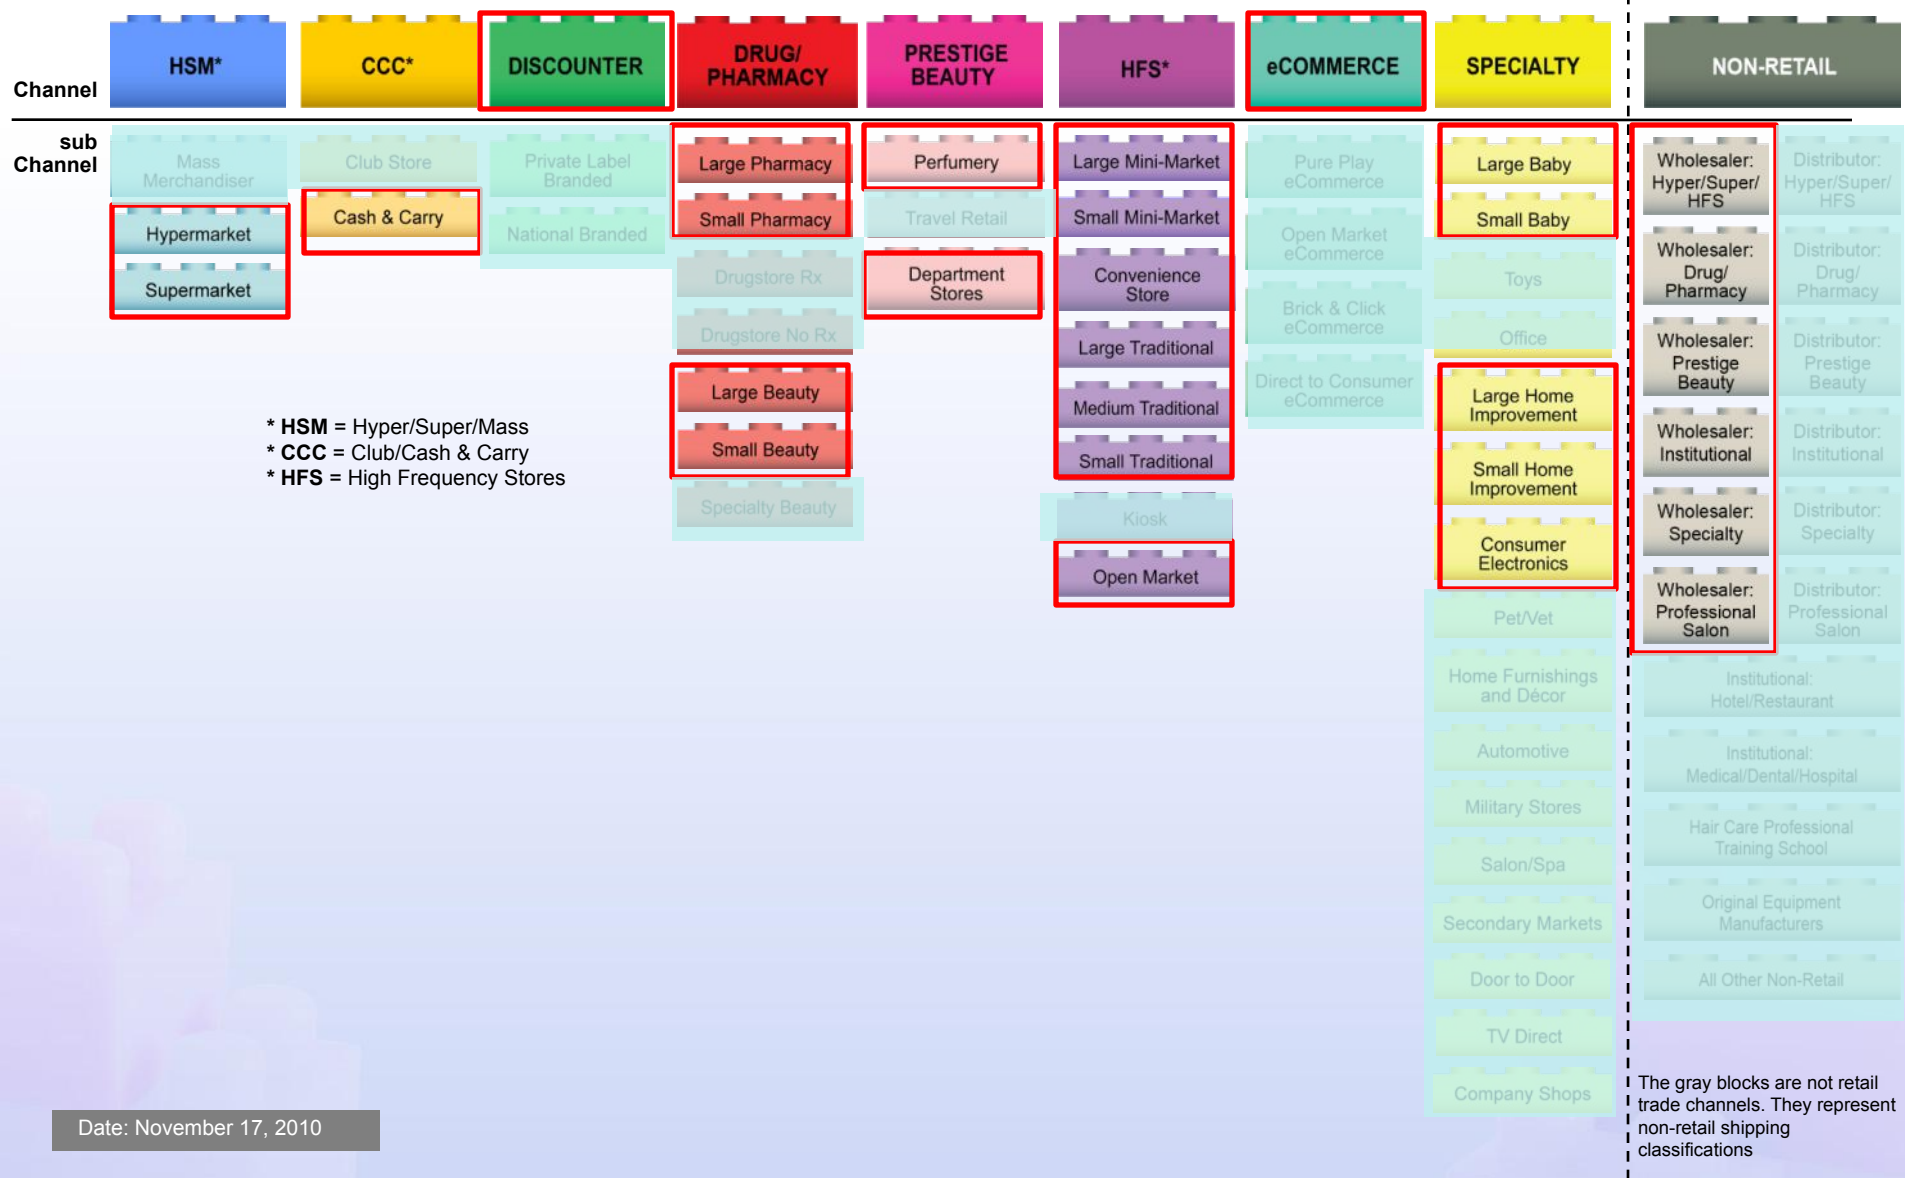 Channel
HSM*
CCC*
DISCOUNTER
DRUG/
PHARMACY
PRESTIGE
BEAUTY
HFS*
eCOMMERCE
SPECIALTY
NON-RETAIL
sub
Channel
Mass
Merchandiser
Hypermarket
Supermarket
Club Store
Cash & Carry
Private Label
Branded
National Branded
Large Pharmacy
Small Pharmacy
Drugstore Rx
Drugstore No Rx
Large Beauty
Small Beauty
Specialty Beauty
Perfumery
Travel Retail
Department
Stores
Large Mini-Market
Small Mini-Market
Convenience
Store
Large Traditional
Medium Traditional
Small Traditional
Kiosk
Open Market
Pure Play
eCommerce
Open Market
eCommerce
Brick & Click
eCommerce
Direct to Consumer
eCommerce
Large Baby
Small Baby
Toys
Office
Large Home
Improvement
Small Home
Improvement
Consumer
Electronics
Pet/Vet
Home Furnishings
and Décor
Automotive
Military Stores
Salon/Spa
Secondary Markets
Door to Door
TV Direct
Company Shops
Wholesaler:
Hyper/Super/
HFS
Wholesaler:
Drug/
Pharmacy
Wholesaler:
Prestige
Beauty
Wholesaler:
Institutional
Wholesaler:
Specialty
Wholesaler:
Professional
Salon
Distributor:
Hyper/Super/
HFS
Distributor:
Drug/
Pharmacy
Distributor:
Prestige
Beauty
Distributor:
Institutional
Distributor:
Specialty
Distributor:
Professional
Salon
Institutional:
Hotel/Restaurant
Institutional:
Medical/Dental/Hospital
Hair Care Professional
Training School
Original Equipment
Manufacturers
All Other Non-Retail
* HSM = Hyper/Super/Mass
* CCC = Club/Cash & Carry
* HFS = High Frequency Stores
The gray blocks are not retail
trade channels. They represent
non-retail shipping
classifications
Date: November 17, 2010